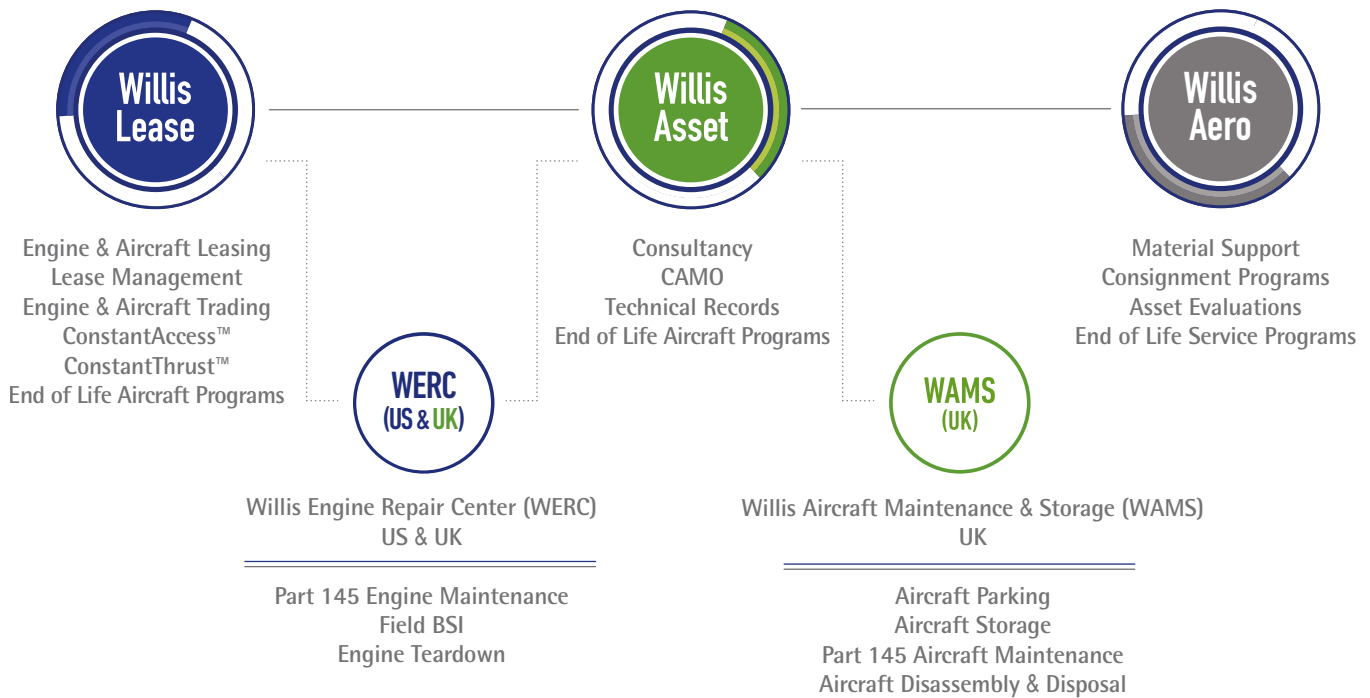 Willis
Lease
Willis
Asset
Willis
Aero
Engine & Aircraft Leasing
Lease Management
Engine & Aircraft Trading
ConstantAccess™
ConstantThrust™
End of Life Aircraft Programs
Consultancy
CAMO
Technical Records
End of Life Aircraft Programs
Material Support
Consignment Programs
Asset Evaluations
End of Life Service Programs
WERC
(US & UK)
Willis Engine Repair Center (WERC)
US & UK
Part 145 Engine Maintenance
Field BSI
Engine Teardown
WAMS
(UK)
Willis Aircraft Maintenance & Storage (WAMS)
UK
Aircraft Parking
Aircraft Storage
Part 145 Aircraft Maintenance
Aircraft Disassembly & Disposal